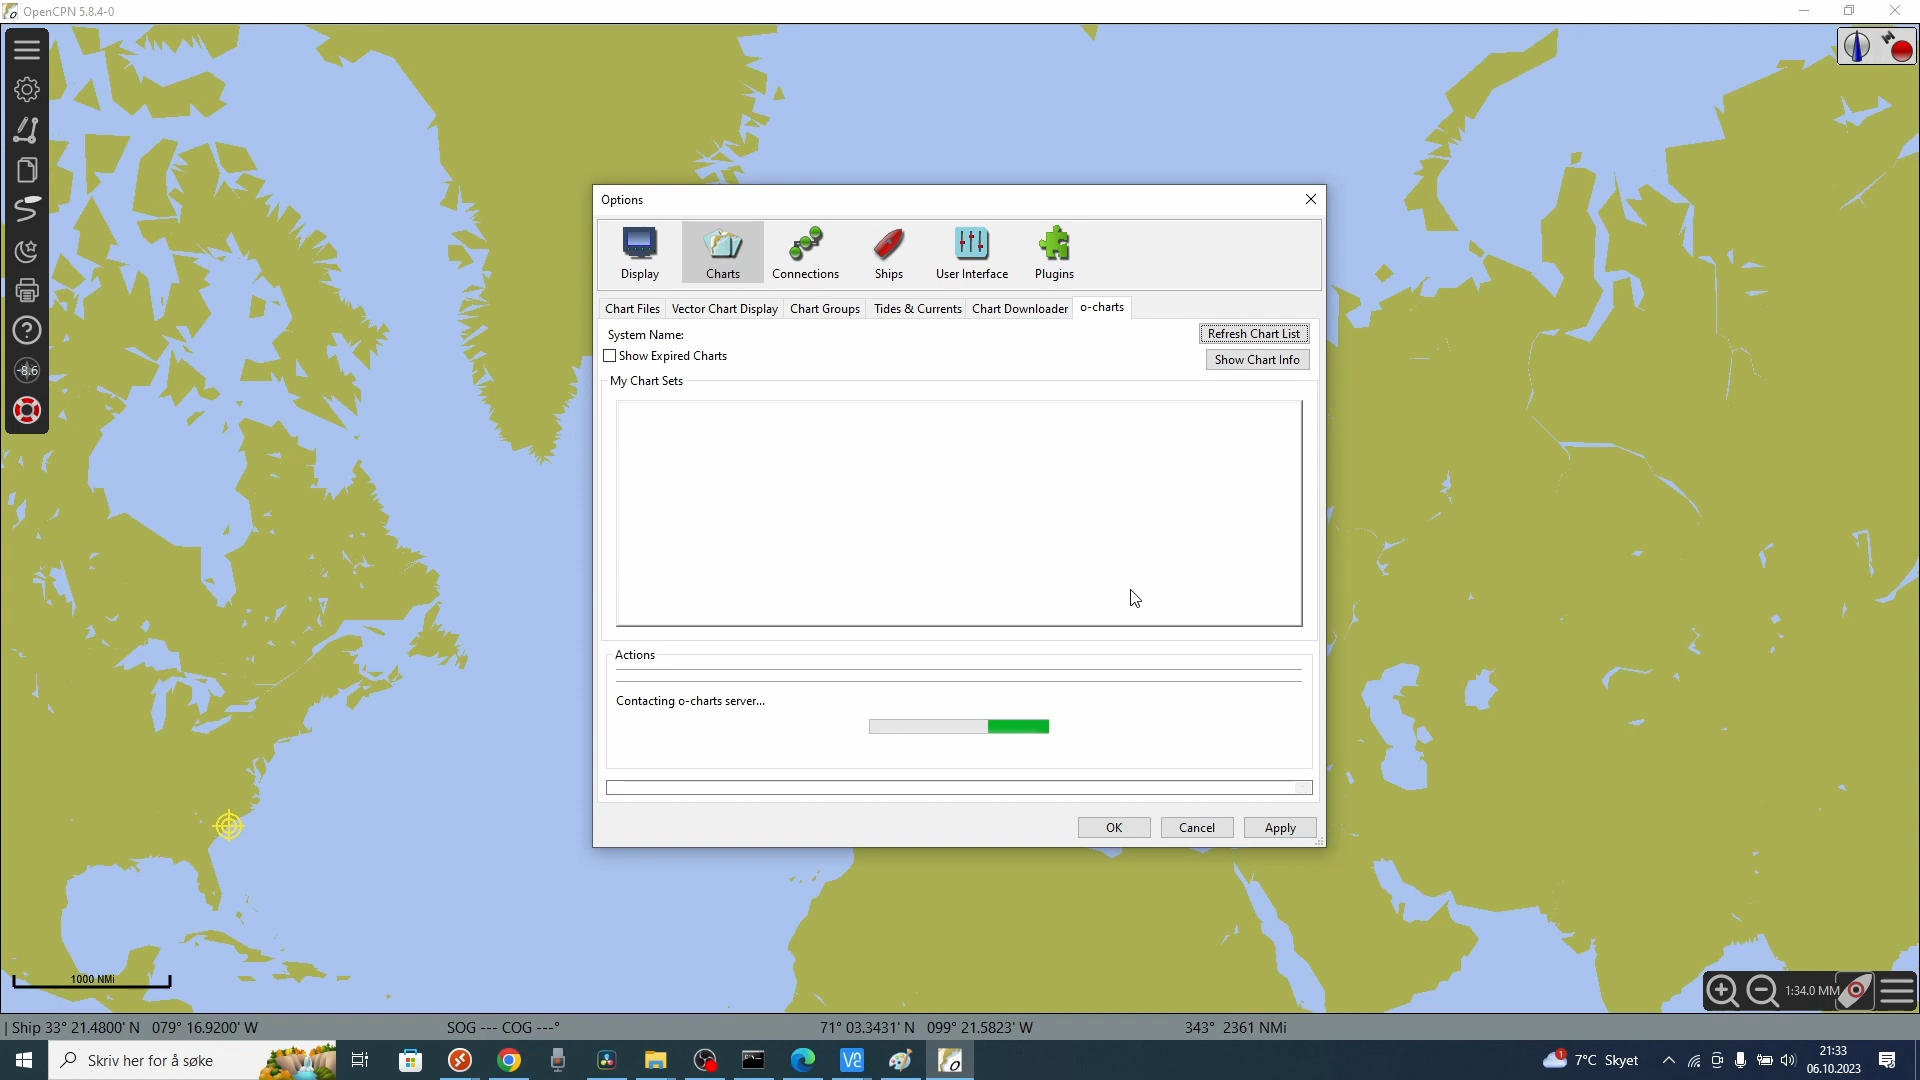 OpenCPN 5.8.4-0
-8.6
Options
Display
Charts
Connections
Ships
User Interface
Plugins
Chart Files
Vector Chart Display
Chart Groups
Tides & Currents
Chart Downloader
o-charts
System Name:
Refresh Chart List
Show Expired Charts
Show Chart Info
My Chart Sets
Actions
Contacting o-charts server...
OK
Cancel
Apply
1000 NMi
1:34.0 MM
Ship 33° 21.4800' N 079° 16.9200' W
SOG --- COG ---°
71° 03.3431' N 099° 21.5823' W
343° 2361 NMi
Skriv her for å søke
1
7°C Skyet
21:33
06.10.2023